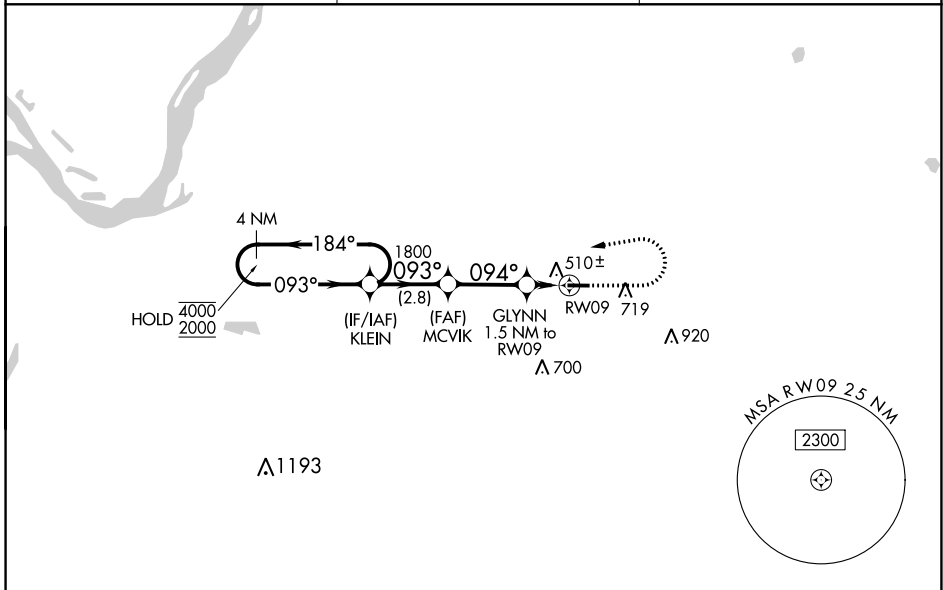 4 NM
184°
1800
093°
094°
510±
093°
(2.8)
HOLD 4000
2000
(IF/IAF)
KLEIN
(FAF)
MCVIK
GLYNN
1.5 NM to
RW09
RW09
719
920
700
MSA RW09 25 NM
2300
1193